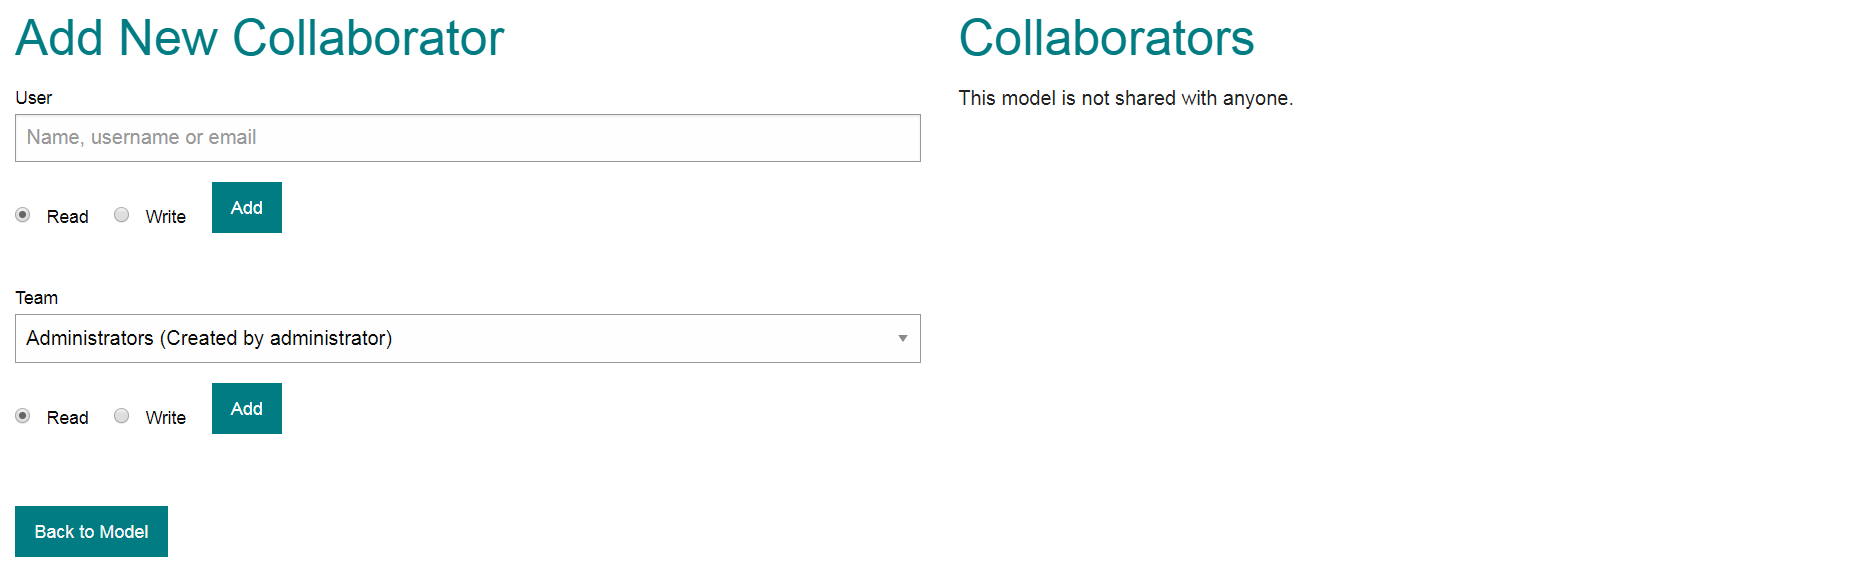 Add New Collaborator
User
Name, username or email
Read Write Add
Team
Administrators (Created by administrator)
Read Write Add
Back to Model
Collaborators
This model is not shared with anyone.